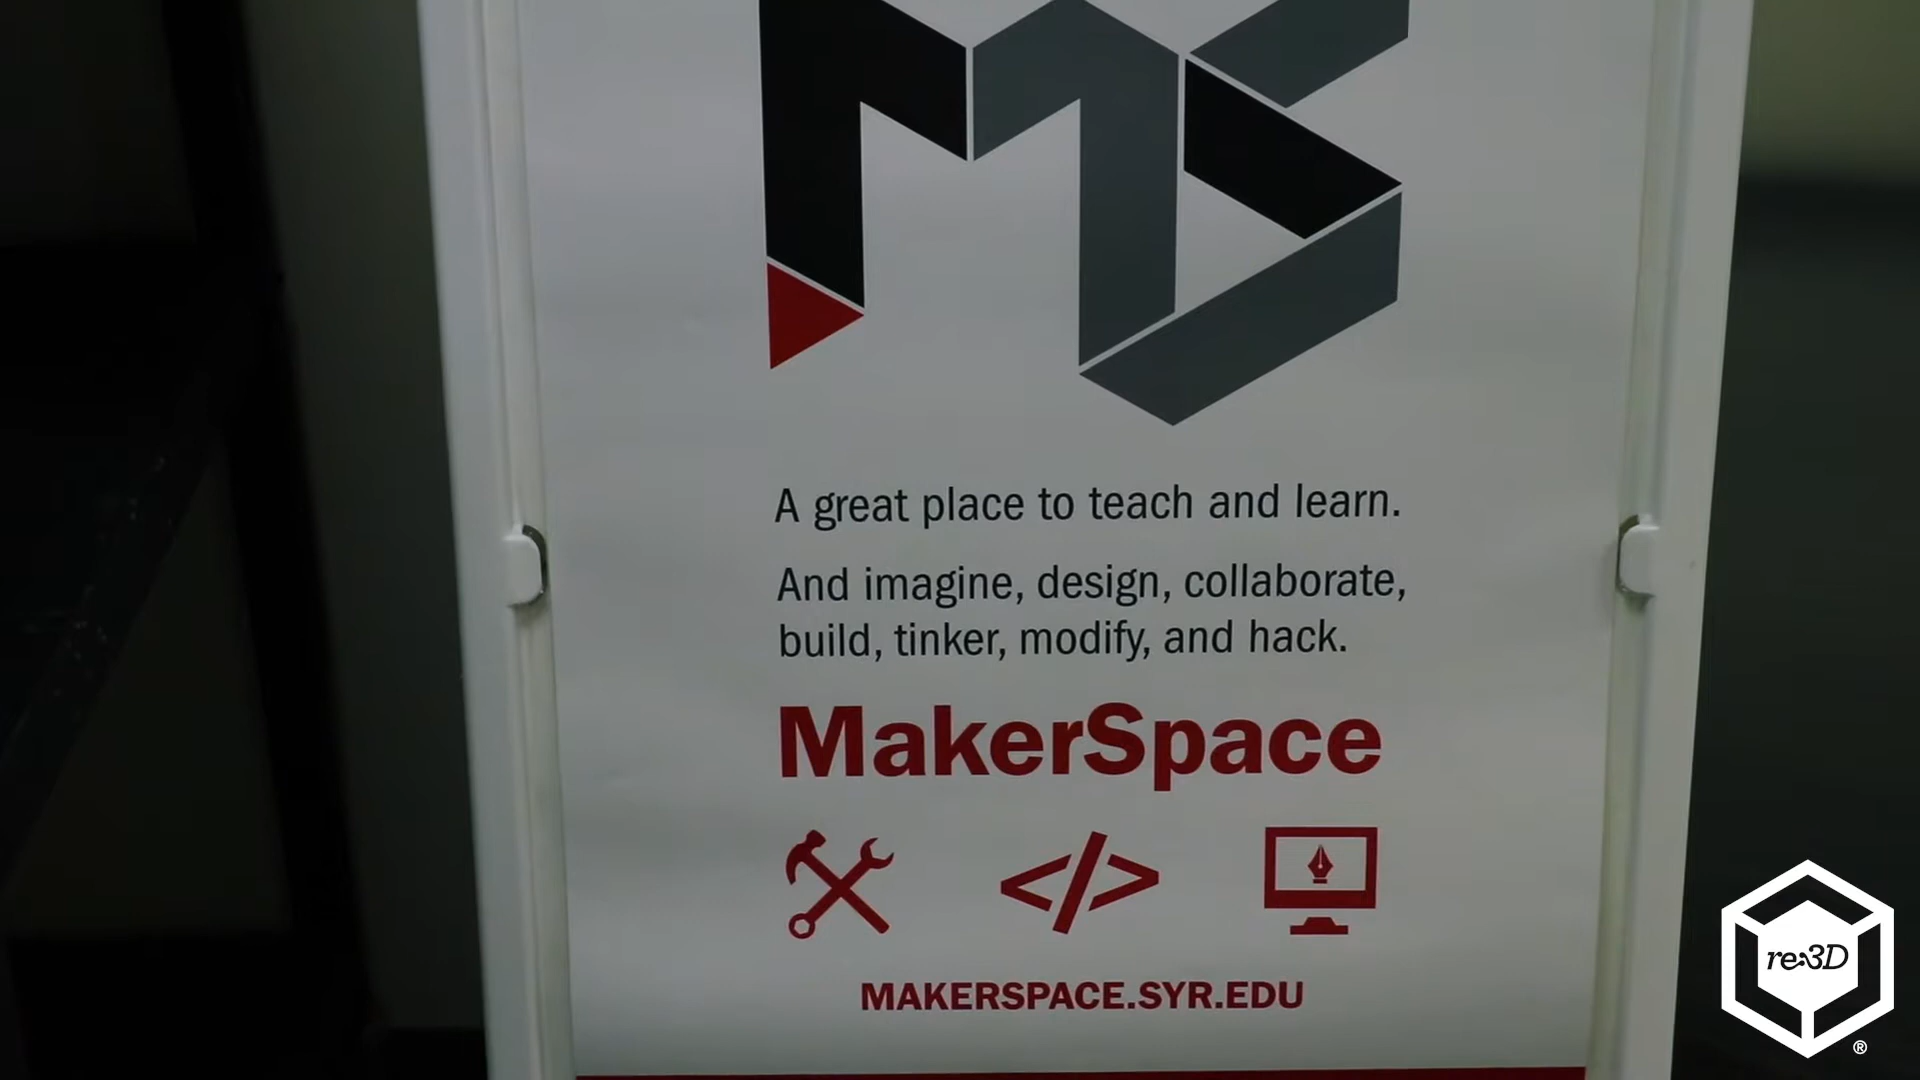 MS
A great place to teach and learn.
And imagine, design, collaborate,
build, tinker, modify, and hack.
MakerSpace
</>
MAKERSPACE.SYR.EDU
re:3D
®